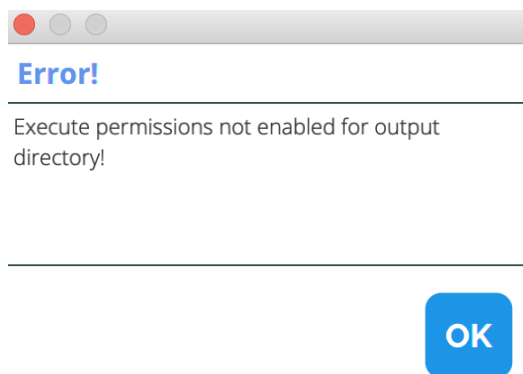 Error!
Execute permissions not enabled for output
directory!
OK